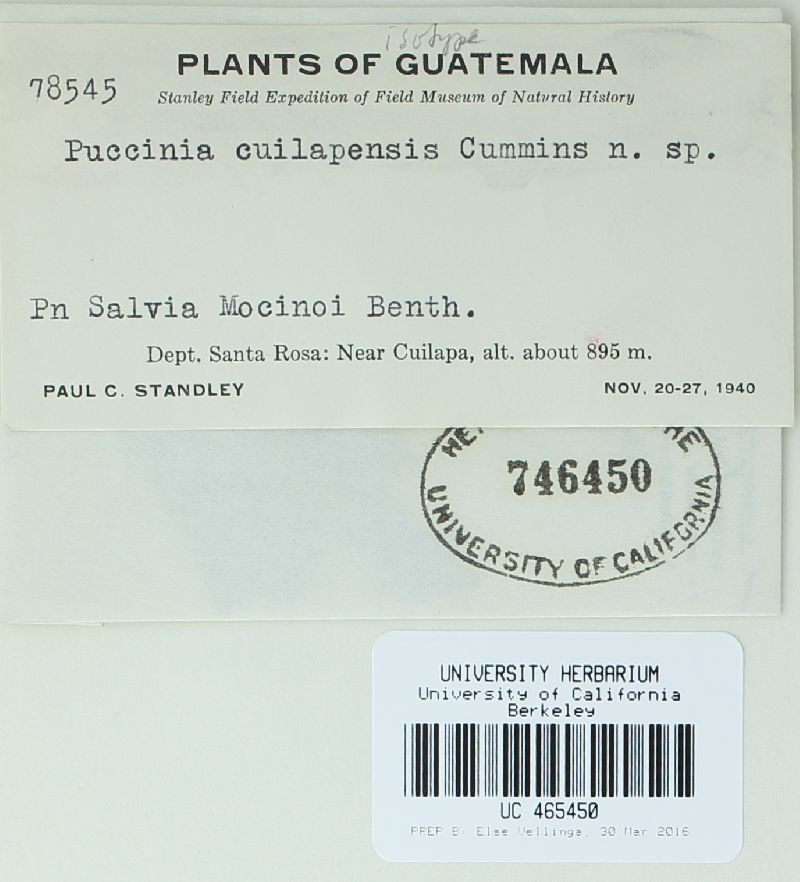 isotype
PLANTS OF GUATEMALA
78545
Stanley Field Expedition of Field Museum of Natural History
Puccinia cuilapensis Cummins n. sp.
Pn Salvia Mocinoi Benth.
Dept. Santa Rosa: Near Cuilapa, alt. about 895 m.
PAUL C. STANDLEY
NOV. 20-27, 1940
746450
UNIVERSITY OF CALIFORNIA
UNIVERSITY HERBARIUM
University of California
Berkeley
UC 465450
PREP BY Else Vellinga, 30 Mar 2016